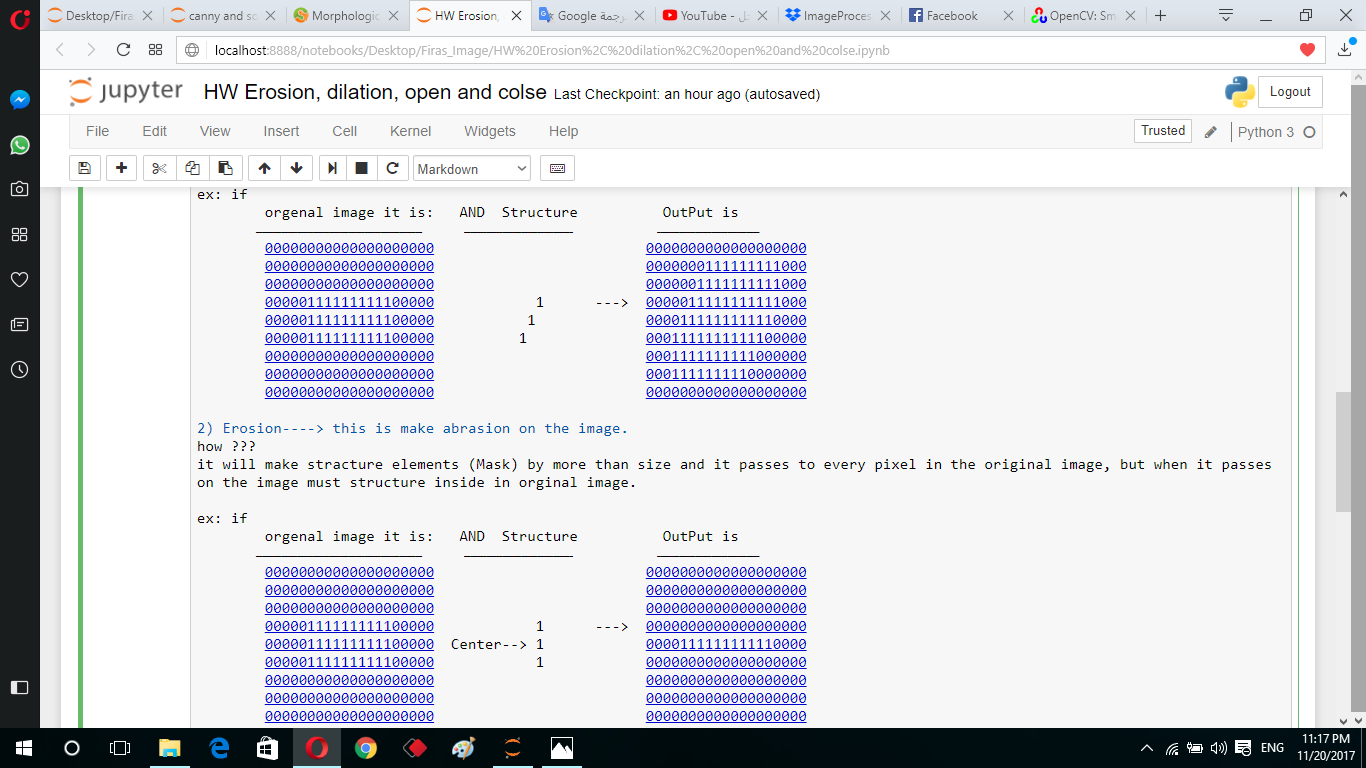 Desktop/Fira
canny and so
Morphologic
HW Erosion,
Google ترجمة
YouTube - 
ImageProces
Facebook
OpenCV: Sm
localhost:8888/notebooks/Desktop/Firas_Image/HW%20Erosion%2C%20dilation%2C%20open%20and%20colse.ipynb
jupyter HW Erosion, dilation, open and colse Last Checkpoint: an hour ago (autosaved) Logout
File Edit View Insert Cell Kernel Widgets Help Trusted Python 3
Markdown
ex: if
orgenal image it is: AND Structure OutPut is
00000000000000000000 0000000000000000000
00000000000000000000 0000000111111111000
00000000000000000000 0000001111111111000
00000111111111100000 1 ---> 0000011111111111000
00000111111111100000 1 0000111111111110000
00000111111111100000 1 0001111111111100000
00000000000000000000 0001111111111000000
00000000000000000000 0001111111110000000
00000000000000000000 0000000000000000000
2) Erosion----> this is make abrasion on the image.
how ???
it will make stracture elements (Mask) by more than size and it passes to every pixel in the original image, but when it passes
on the image must structure inside in orginal image.
ex: if
orgenal image it is: AND Structure OutPut is
00000000000000000000 0000000000000000000
00000000000000000000 0000000000000000000
00000000000000000000 0000000000000000000
00000111111111100000 1 ---> 0000000000000000000
00000111111111100000 Center--> 1 0000111111111110000
00000111111111100000 1 0000000000000000000
00000000000000000000 0000000000000000000
00000000000000000000 0000000000000000000
00000000000000000000 0000000000000000000
ENG
11:17 PM
11/20/2017